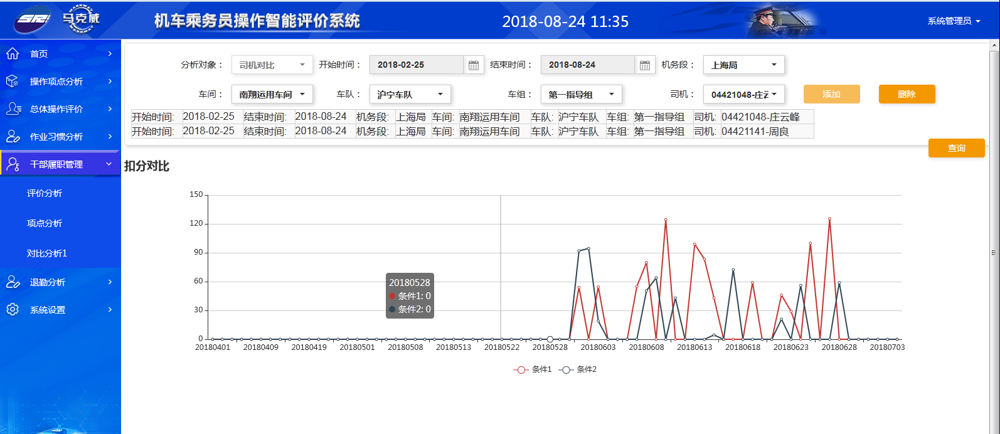 SRI 马克威 MARKWAY
机车乘务员操作智能评价系统
2018-08-24 11:35
系统管理员
首页
操作项点分析
总体操作评价
作业习惯分析
干部履职管理
评价分析
项点分析
对比分析1
退勤分析
系统设置
分析对象： 司机对比 开始时间： 2018-02-25 结束时间： 2018-08-24 机务段： 上海局
车间： 南翔运用车间 车队： 沪宁车队 车组： 第一指导组 司机： 04421048-庄云 添加 删除
开始时间: 2018-02-25 结束时间: 2018-08-24 机务段: 上海局 车间: 南翔运用车间 车队: 沪宁车队 车组: 第一指导组 司机: 04421048-庄云峰
开始时间: 2018-02-25 结束时间: 2018-08-24 机务段: 上海局 车间: 南翔运用车间 车队: 沪宁车队 车组: 第一指导组 司机: 04421141-周良
查询
扣分对比
150
120
90
60
30
0
20180528
条件1: 0
条件2: 0
20180401 20180409 20180419 20180501 20180508 20180513 20180522 20180528 20180603 20180608 20180613 20180618 20180623 20180628 20180703
条件1 条件2